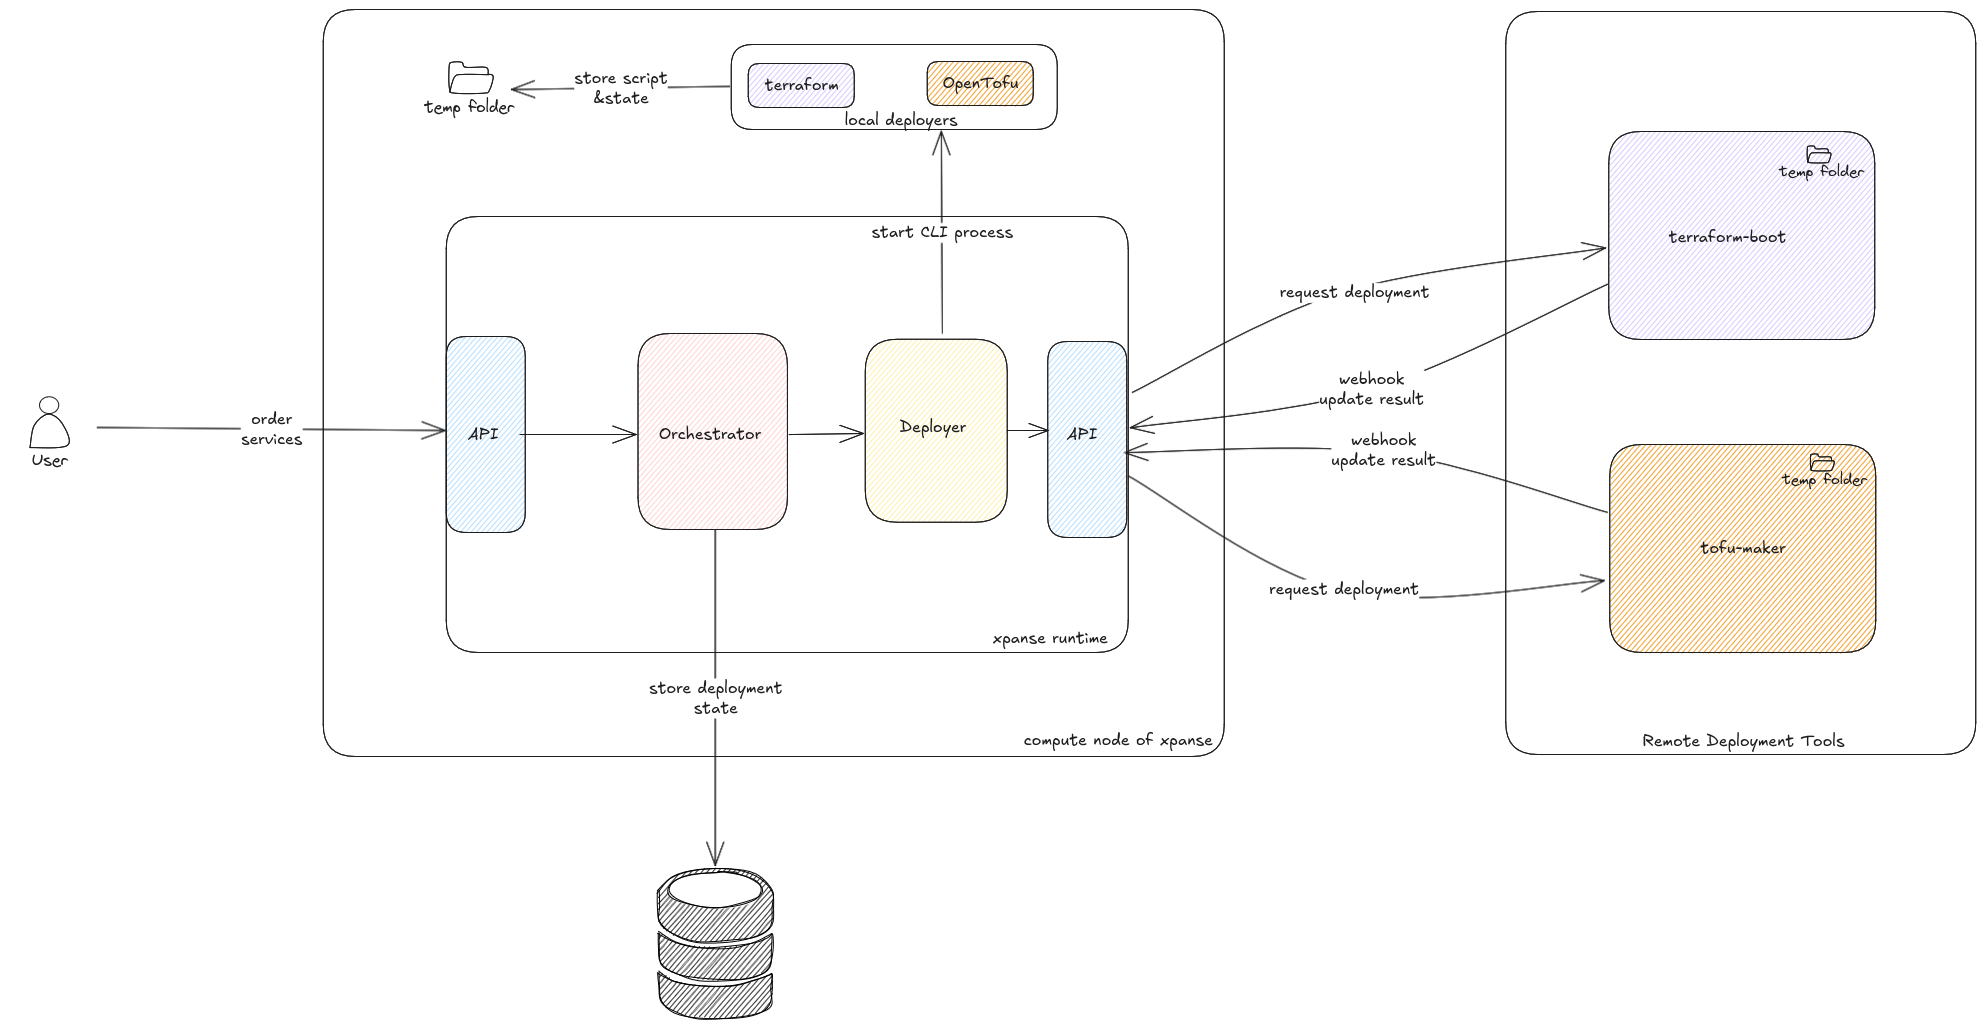 store script
&state
temp folder
terraform
OpenTofu
local deployers
temp folder
terraform-boot
start CLI process
request deployment
webhook
update result
order
services
User
API
Orchestrator
Deployer
API
webhook
update result
temp folder
tofu-maker
request deployment
xpanse runtime
store deployment
state
compute node of xpanse
Remote Deployment Tools